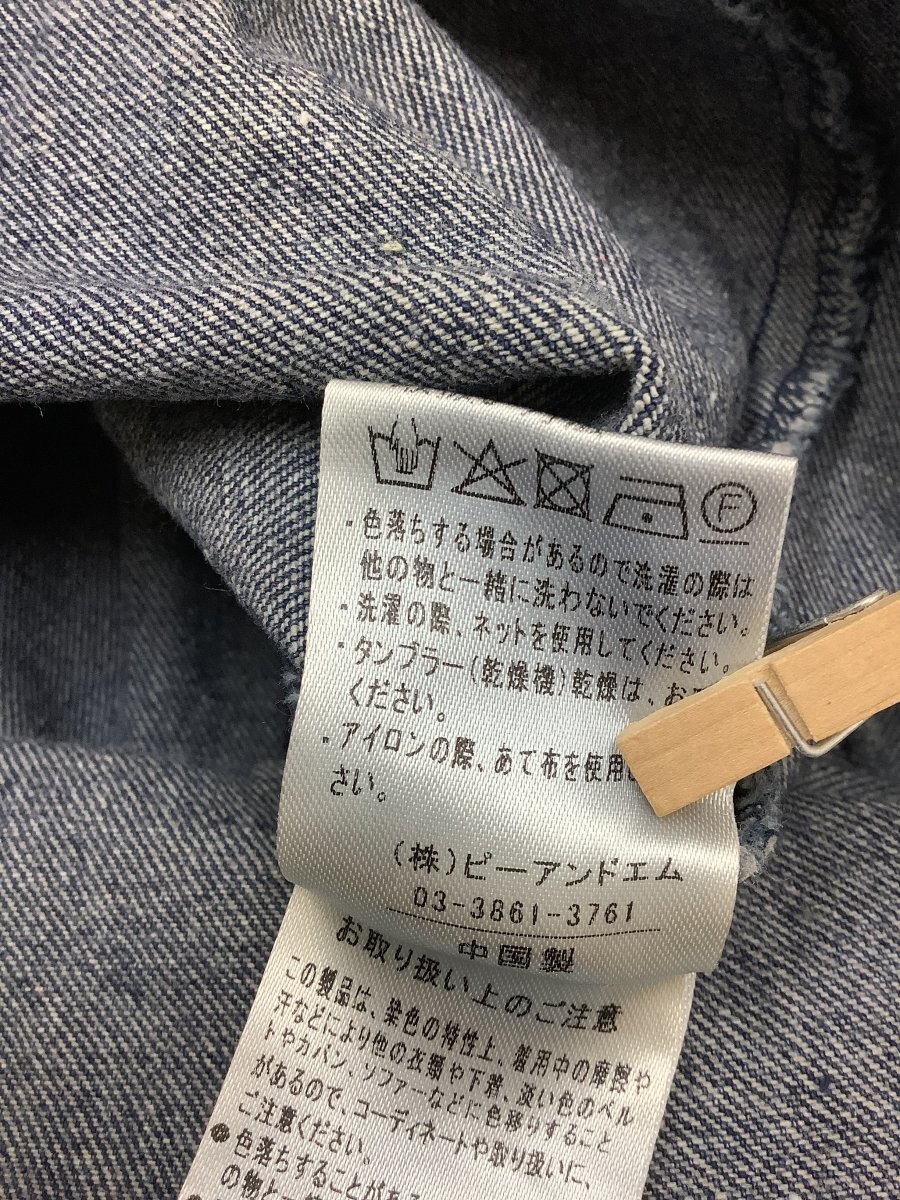 F
・色落ちする場合があるので洗濯の際は
他の物と一緒に洗わないでください。
・洗濯の際、ネットを使用してください。
・タンブラー(乾燥機)乾燥は、お
ください。
・アイロンの際、あて布を使用
さい。
(株)ピーアンドエム
03-3861-3761
中国製
お取り扱い上のご注意
この製品は、染色の特性上、着用中の摩擦や
汗などにより他の衣類や下着、淡い色のベル
トやカバン、ソファーなどに色移りすること
があるので、コーディネートや取り扱いに、
ご注意ください。
●色落ちすることがあ
の物と